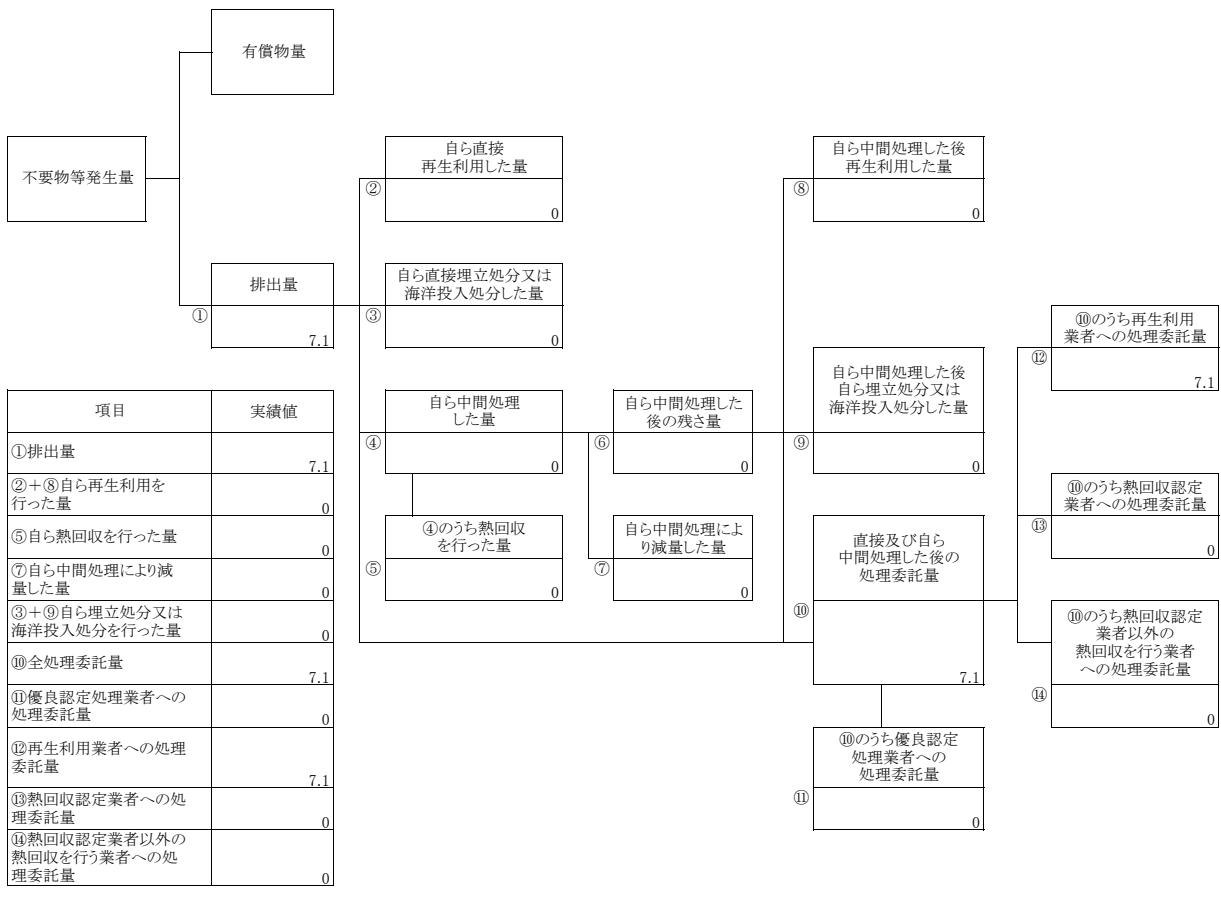 有償物量
不要物等発生量
排出量
①
7.1
自ら直接
再生利用した量
②
0
自ら直接埋立処分又は
海洋投入処分した量
③
0
自ら中間処理
した量
④
0
④のうち熱回収
を行った量
⑤
0
自ら中間処理した
後の残さ量
⑥
0
自ら中間処理によ
り減量した量
⑦
0
自ら中間処理した後
再生利用した量
⑧
0
自ら中間処理した後
自ら埋立処分又は
海洋投入処分した量
⑨
0
直接及び自ら
中間処理した後の
処理委託量
⑩
7.1
⑩のうち優良認定
処理業者への
処理委託量
⑪
0
⑩のうち再生利用
業者への処理委託量
⑫
7.1
⑩のうち熱回収認定
業者への処理委託量
⑬
0
⑩のうち熱回収認定
業者以外の
熱回収を行う業者
への処理委託量
⑭
0
項目 実績値
①排出量
7.1
②＋⑧自ら再生利用を
行った量
0
⑤自ら熱回収を行った量
0
⑦自ら中間処理により減
量した量
0
③＋⑨自ら埋立処分又は
海洋投入処分を行った量
0
⑩全処理委託量
7.1
⑪優良認定処理業者への
処理委託量
0
⑫再生利用業者への処理
委託量
7.1
⑬熱回収認定業者への処
理委託量
0
⑭熱回収認定業者以外の
熱回収を行う業者への処
理委託量
0